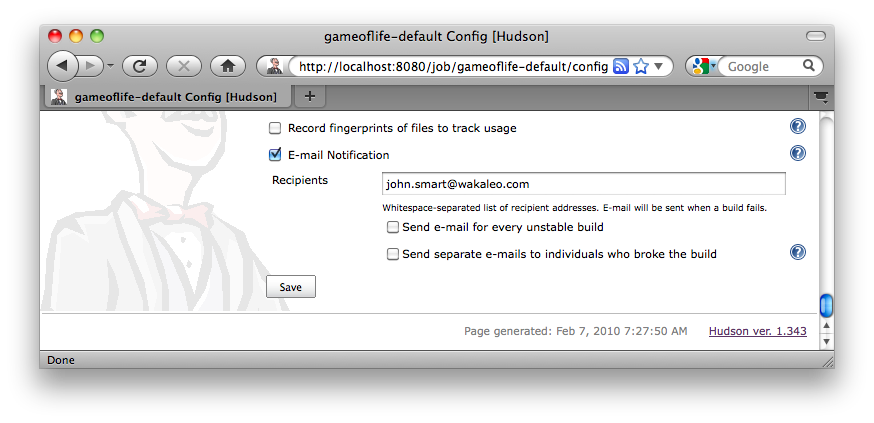 gameoflife-default Config [Hudson]
http://localhost:8080/job/gameoflife-default/config
Google
gameoflife-default Config [Hudson]
Record fingerprints of files to track usage
E-mail Notification
Recipients
john.smart@wakaleo.com
Whitespace-separated list of recipient addresses. E-mail will be sent when a build fails.
Send e-mail for every unstable build
Send separate e-mails to individuals who broke the build
Save
Page generated: Feb 7, 2010 7:27:50 AM Hudson ver. 1.343
Done